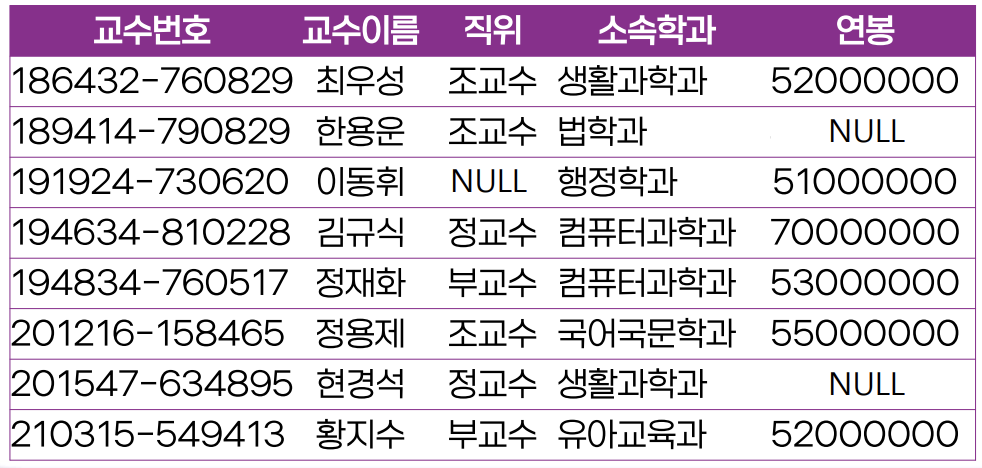 교수번호 교수이름 직위 소속학과 연봉
186432-760829 최우성 조교수 생활과학과 52000000
189414-790829 한용운 조교수 법학과 NULL
191924-730620 이동휘 NULL 행정학과 51000000
194634-810228 김규식 정교수 컴퓨터과학과 70000000
194834-760517 정재화 부교수 컴퓨터과학과 53000000
201216-158465 정용제 조교수 국어국문학과 55000000
201547-634895 현경석 정교수 생활과학과 NULL
210315-549413 황지수 부교수 유아교육과 52000000